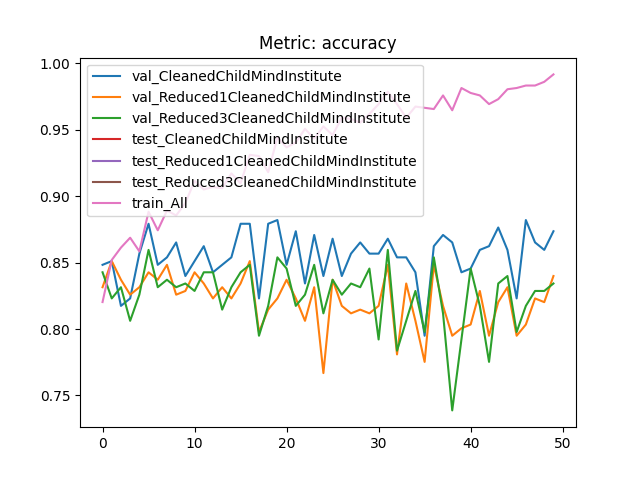 Metric: accuracy
1.00
0.95
0.90
0.85
0.80
0.75
val_CleanedChildMindInstitute
val_Reduced1CleanedChildMindInstitute
val_Reduced3CleanedChildMindInstitute
test_CleanedChildMindInstitute
test_Reduced1CleanedChildMindInstitute
test_Reduced3CleanedChildMindInstitute
train_All
0
10
20
30
40
50